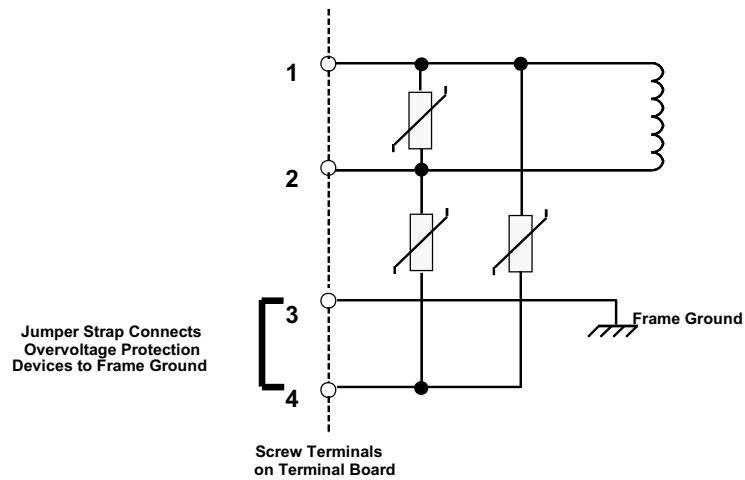 1
2
3
Frame Ground
Jumper Strap Connects
Overvoltage Protection
Devices to Frame Ground
4
Screw Terminals
on Terminal Board